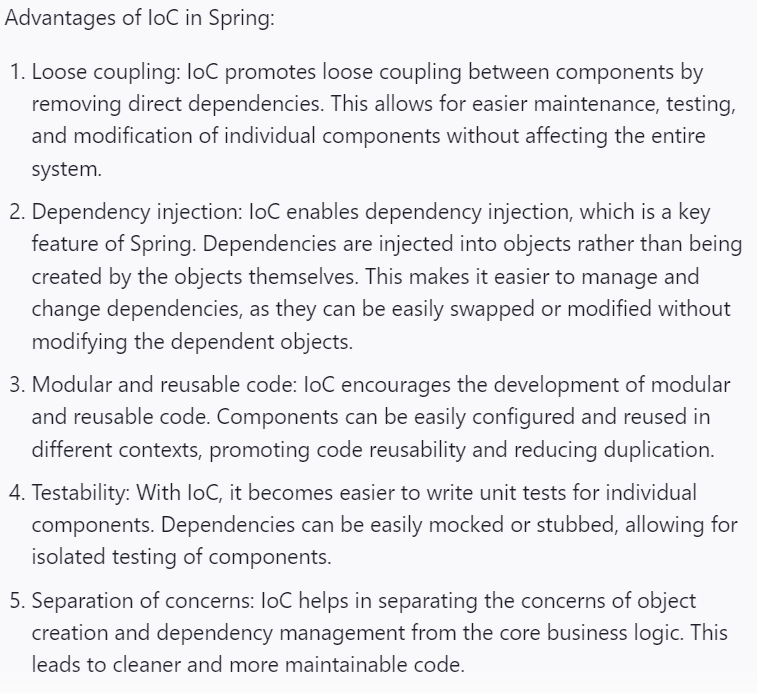 Advantages of IoC in Spring:
1. Loose coupling: IoC promotes loose coupling between components by
removing direct dependencies. This allows for easier maintenance, testing,
and modification of individual components without affecting the entire
system.
2. Dependency injection: IoC enables dependency injection, which is a key
feature of Spring. Dependencies are injected into objects rather than being
created by the objects themselves. This makes it easier to manage and
change dependencies, as they can be easily swapped or modified without
modifying the dependent objects.
3. Modular and reusable code: IoC encourages the development of modular
and reusable code. Components can be easily configured and reused in
different contexts, promoting code reusability and reducing duplication.
4. Testability: With IoC, it becomes easier to write unit tests for individual
components. Dependencies can be easily mocked or stubbed, allowing for
isolated testing of components.
5. Separation of concerns: IoC helps in separating the concerns of object
creation and dependency management from the core business logic. This
leads to cleaner and more maintainable code.